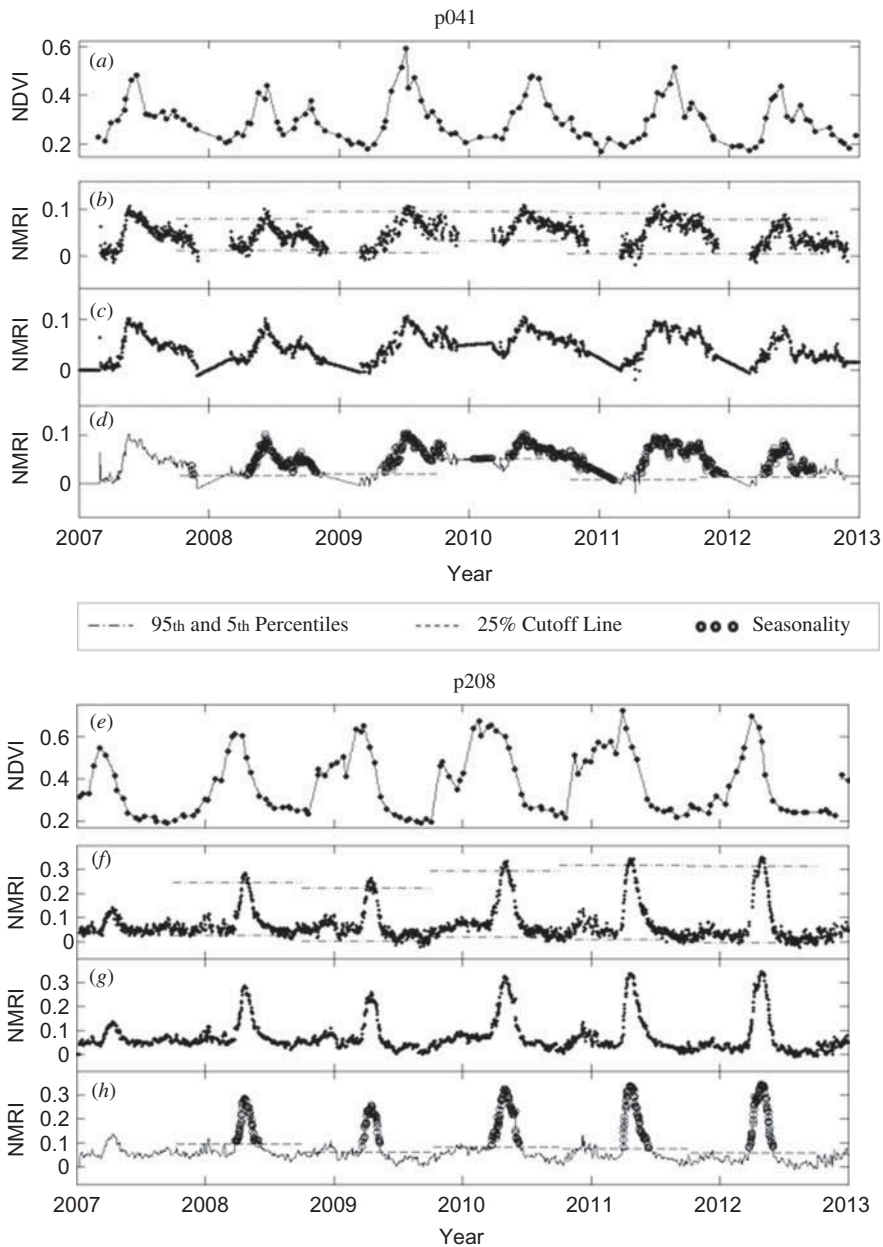 p041
(a)
NDVI
0.6
0.4
0.2
(b)
NMRI
0.1
0
(c)
NMRI
0.1
0
(d)
NMRI
0.1
0
2007 2008 2009 2010 2011 2012 2013
Year
95th and 5th Percentiles 25% Cutoff Line Seasonality
p208
(e)
NDVI
0.6
0.4
0.2
(f)
NMRI
0.3
0.2
0.1
0
(g)
NMRI
0.3
0.2
0.1
0
(h)
NMRI
0.3
0.2
0.1
0
2007 2008 2009 2010 2011 2012 2013
Year